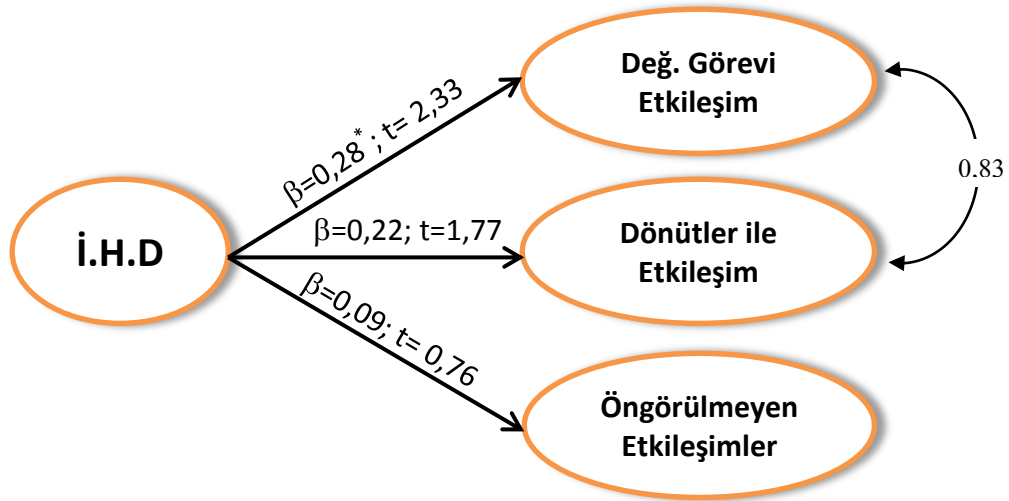 Değ. Görevi
Etkileşim
β=0,28* ; t= 2,33
0.83
İ.H.D
β=0,22; t=1,77
Dönütler ile
Etkileşim
β=0,09; t= 0,76
Öngörülmeyen
Etkileşimler